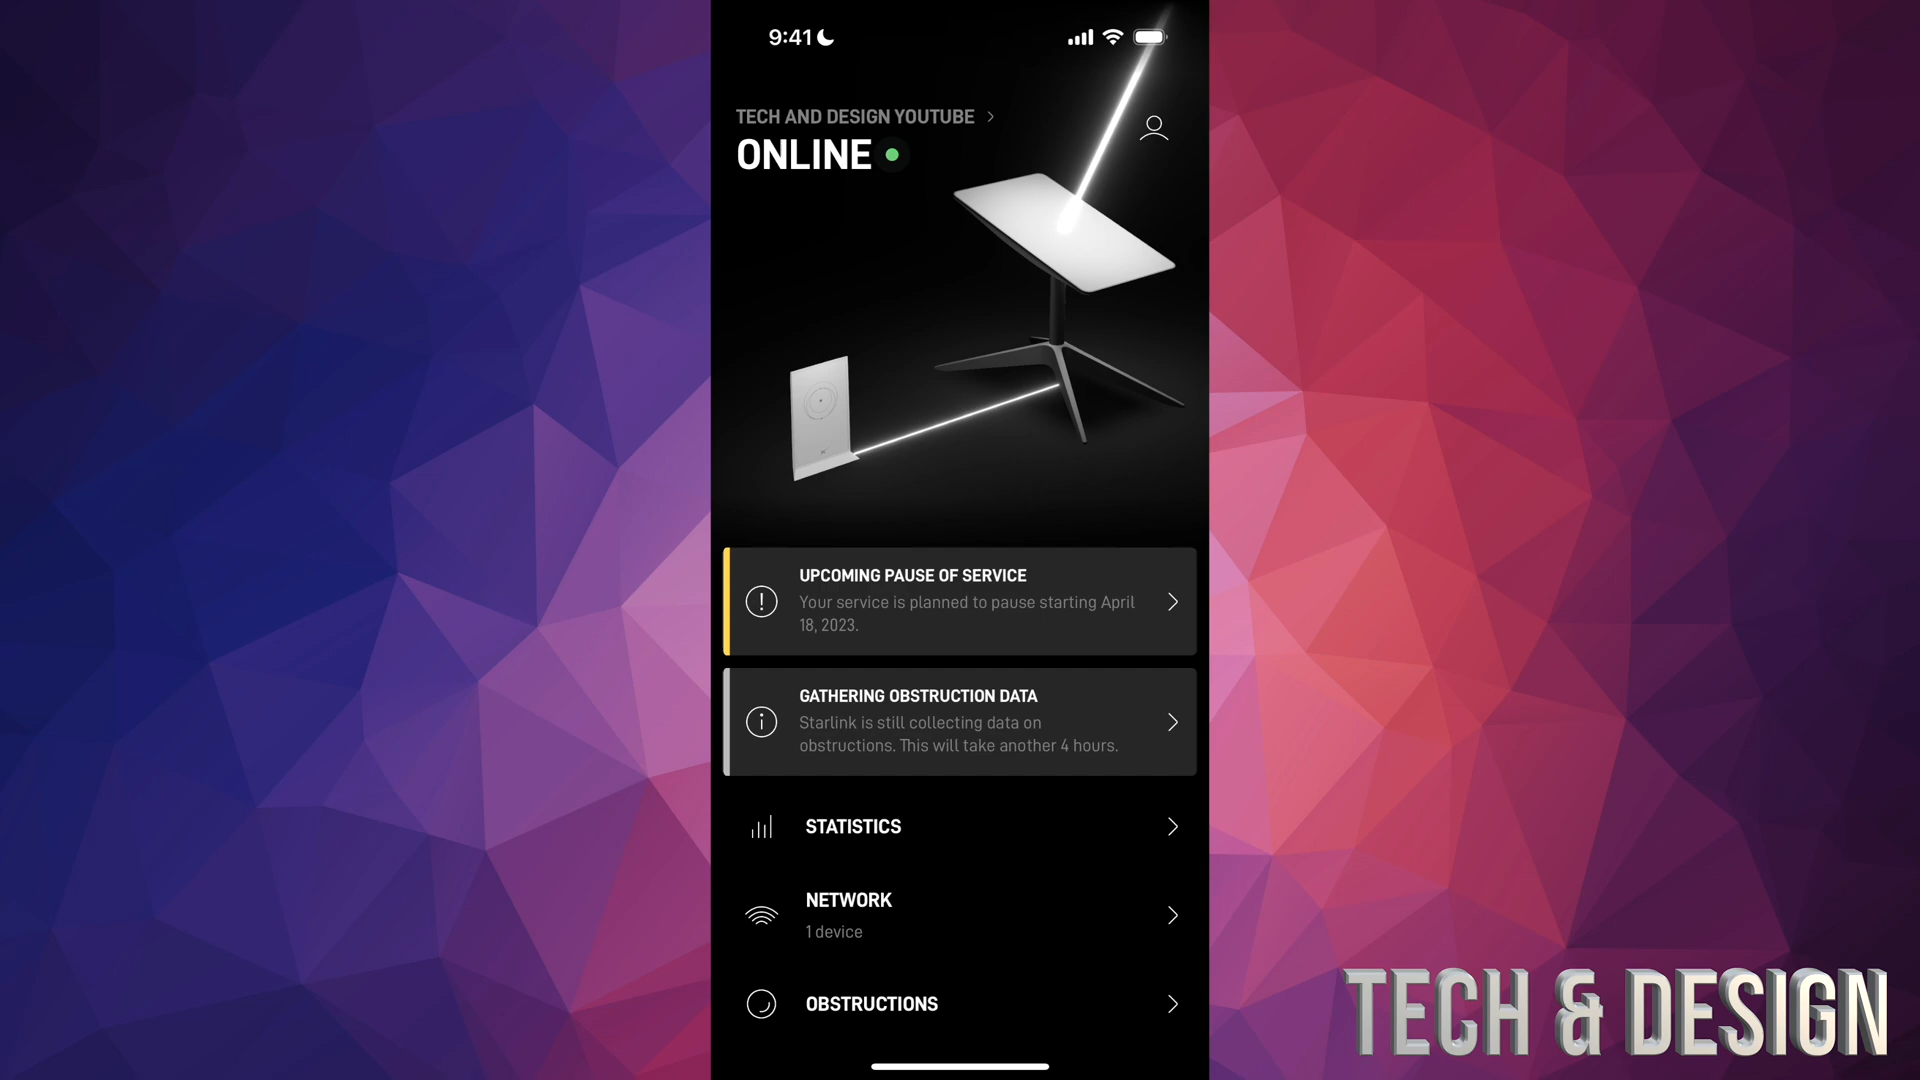 9:41
TECH AND DESIGN YOUTUBE
ONLINE
UPCOMING PAUSE OF SERVICE
Your service is planned to pause starting April
18, 2023.
GATHERING OBSTRUCTION DATA
Starlink is still collecting data on
obstructions. This will take another 4 hours.
STATISTICS
NETWORK
1 device
OBSTRUCTIONS
TECH & DESIGN